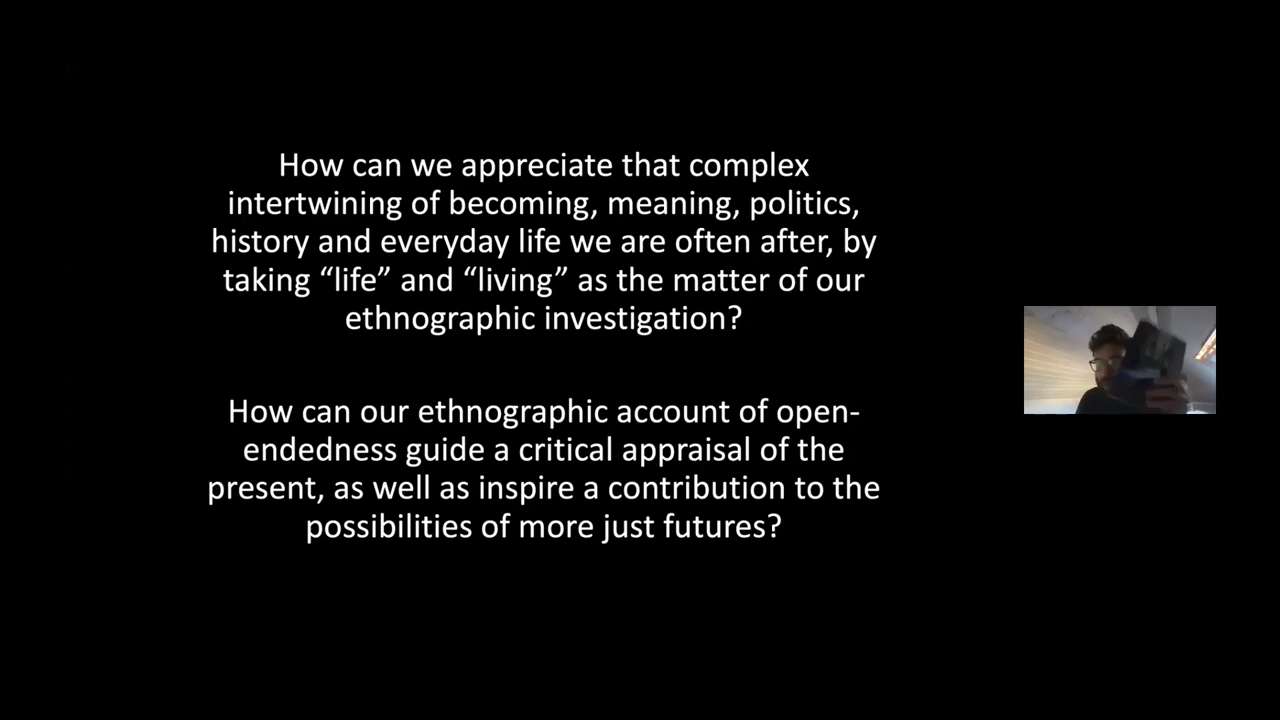 How can we appreciate that complex
intertwining of becoming, meaning, politics,
history and everyday life we are often after, by
taking “life” and “living” as the matter of our
ethnographic investigation?
How can our ethnographic account of open-
endedness guide a critical appraisal of the
present, as well as inspire a contribution to the
possibilities of more just futures?